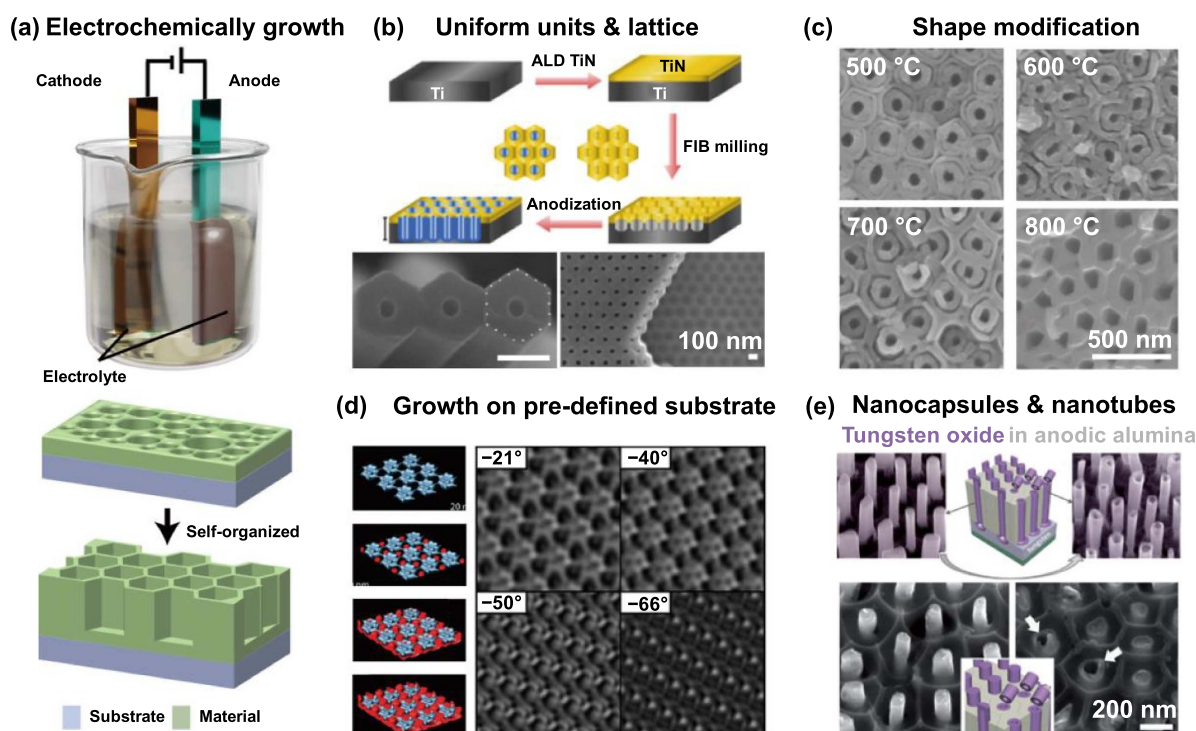 (a) Electrochemically growth
Cathode
Anode
Electrolyte
Self-organized
Substrate
Material
(b) Uniform units & lattice
ALD TiN
Ti
TiN
Ti
FIB milling
Anodization
100 nm
(c) Shape modification
500 °C
600 °C
700 °C
800 °C
500 nm
(d) Growth on pre-defined substrate
−21°
−40°
−50°
−66°
(e) Nanocapsules & nanotubes
Tungsten oxide in anodic alumina
200 nm